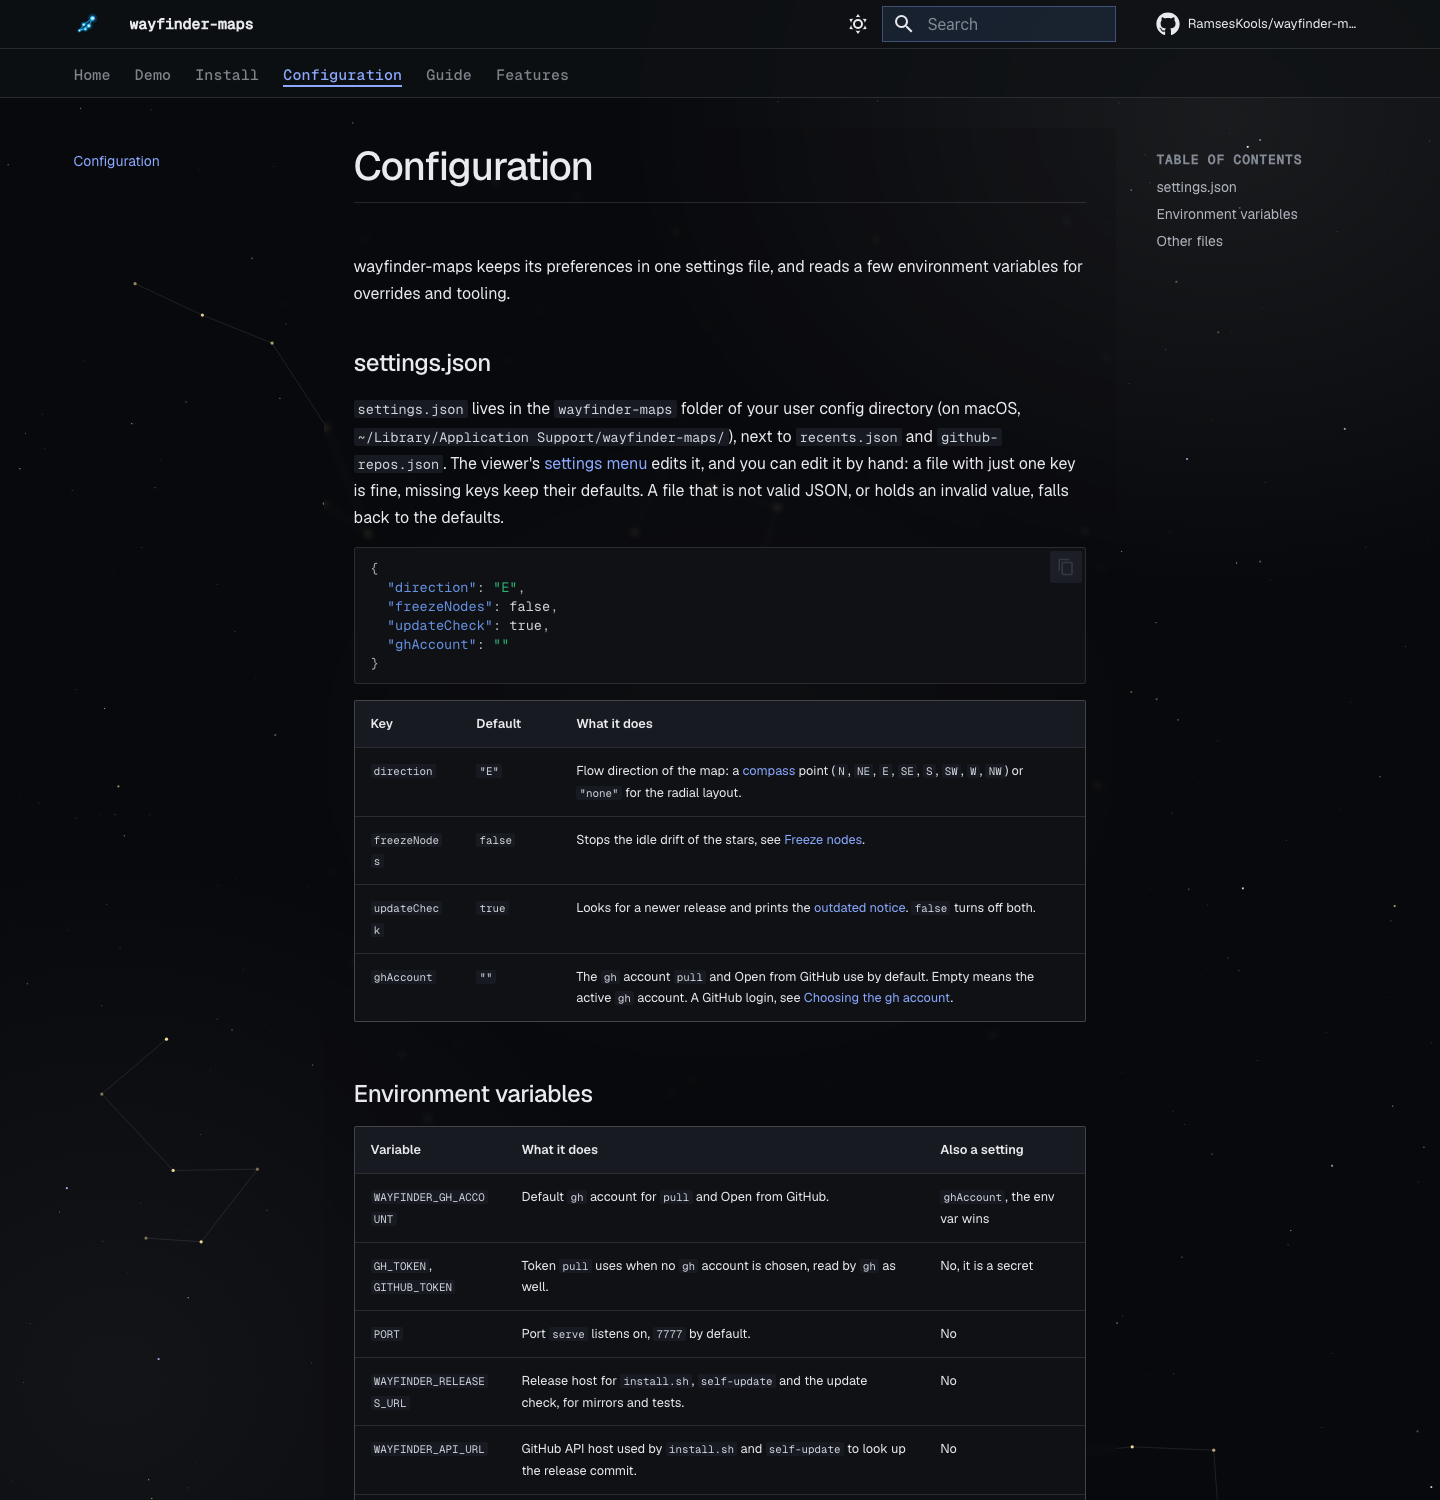 wayfinder-maps
Search
RamsesKools/wayfinder-m...
Home Demo Install Configuration Guide Features
Configuration
Configuration
TABLE OF CONTENTS
settings.json
Environment variables
Other files
wayfinder-maps keeps its preferences in one settings file, and reads a few environment variables for
overrides and tooling.
settings.json
settings.json lives in the wayfinder-maps folder of your user config directory (on macOS,
~/Library/Application Support/wayfinder-maps/), next to recents.json and github-
repos.json. The viewer's settings menu edits it, and you can edit it by hand: a file with just one key
is fine, missing keys keep their defaults. A file that is not valid JSON, or holds an invalid value, falls
back to the defaults.
{
"direction": "E",
"freezeNodes": false,
"updateCheck": true,
"ghAccount": ""
}
Key Default What it does
direction "E" Flow direction of the map: a compass point (N, NE, E, SE, S, SW, W, NW) or
"none" for the radial layout.
freezeNode false Stops the idle drift of the stars, see Freeze nodes.
s
updateChec true Looks for a newer release and prints the outdated notice. false turns off both.
k
ghAccount "" The gh account pull and Open from GitHub use by default. Empty means the
active gh account. A GitHub login, see Choosing the gh account.
Environment variables
Variable What it does Also a setting
WAYFINDER_GH_ACCO Default gh account for pull and Open from GitHub. ghAccount, the env
UNT var wins
GH_TOKEN, Token pull uses when no gh account is chosen, read by gh as No, it is a secret
GITHUB_TOKEN well.
PORT Port serve listens on, 7777 by default. No
WAYFINDER_RELEASE Release host for install.sh, self-update and the update No
S_URL check, for mirrors and tests.
WAYFINDER_API_URL GitHub API host used by install.sh and self-update to look up No
the release commit.